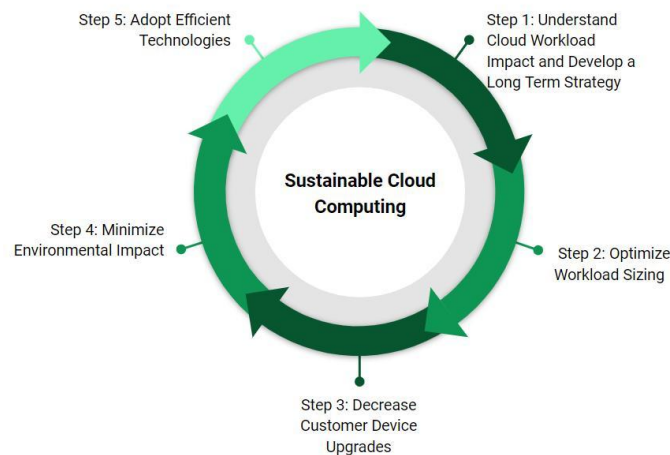 Step 5: Adopt Efficient
Technologies
Step 1: Understand
Cloud Workload
Impact and Develop a
Long Term Strategy
Sustainable Cloud
Computing
Step 4: Minimize
Environmental Impact
Step 2: Optimize
Workload Sizing
Step 3: Decrease
Customer Device
Upgrades